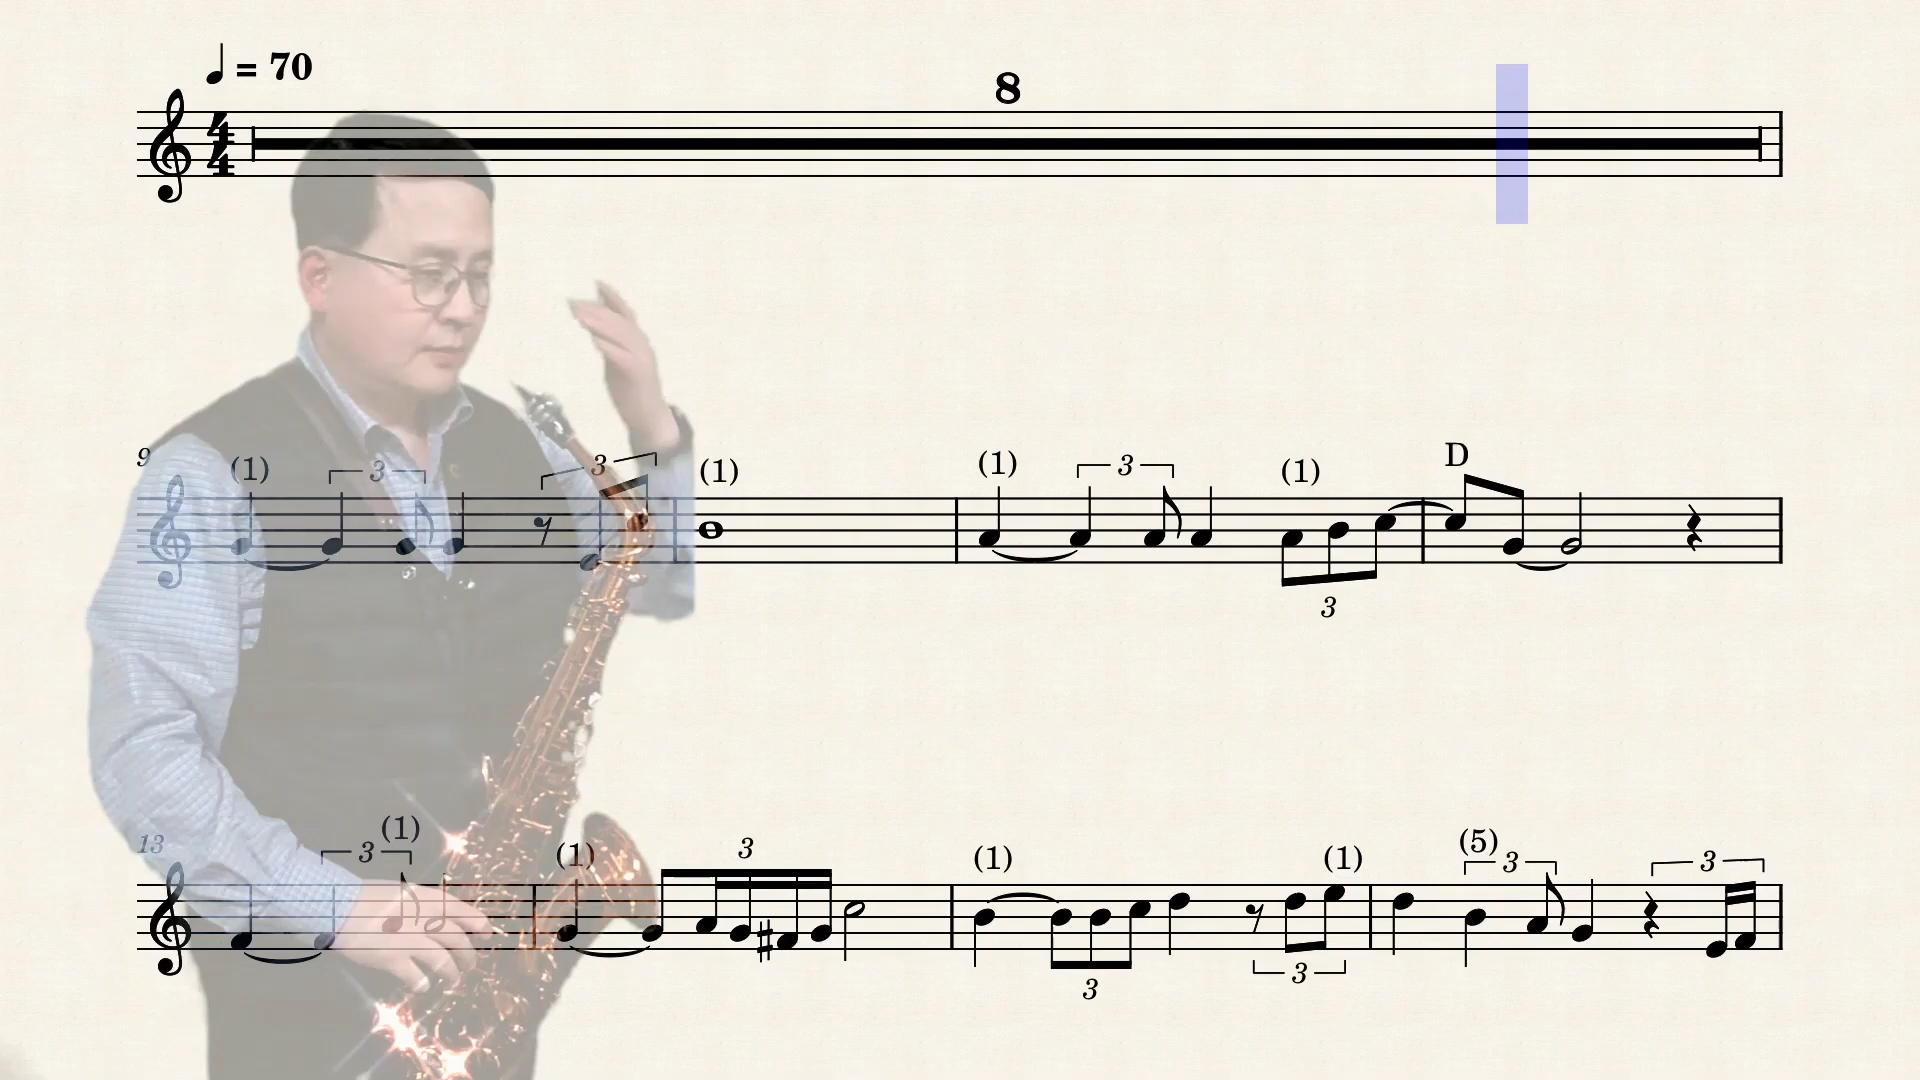 = 70
8
9 (1) 3 3 (1) (1) 3 (1) D
3
13 3 (1) (1) 3 (1) (1) (5) 3 3
3 3